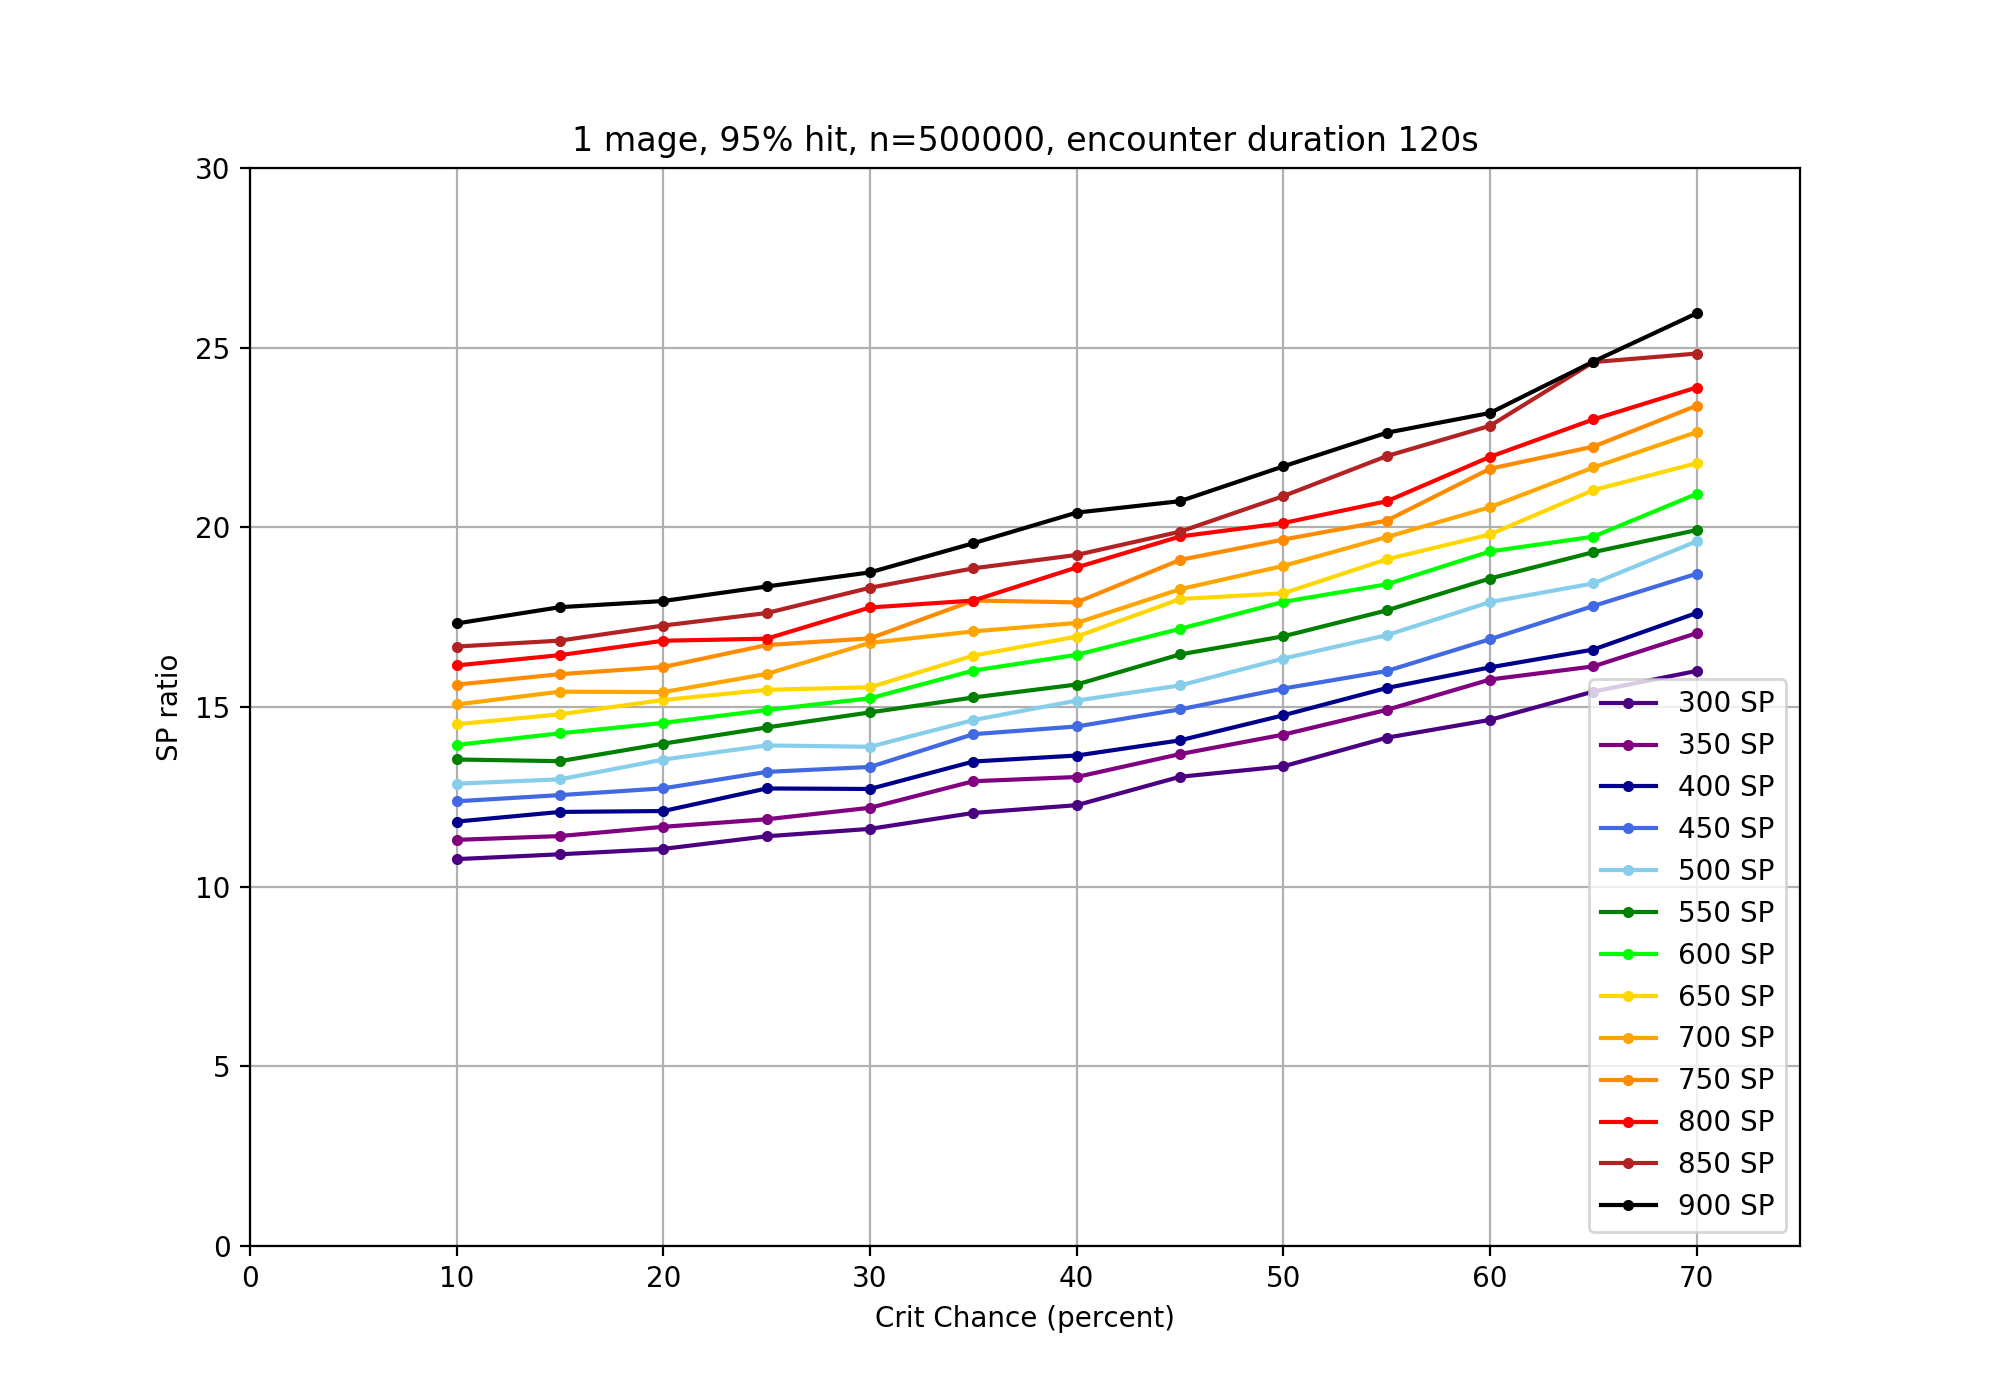 1 mage, 95% hit, n=500000, encounter duration 120s
30
25
20
15
10
5
0
SP ratio
0 10 20 30 40 50 60 70
Crit Chance (percent)
300 SP
350 SP
400 SP
450 SP
500 SP
550 SP
600 SP
650 SP
700 SP
750 SP
800 SP
850 SP
900 SP